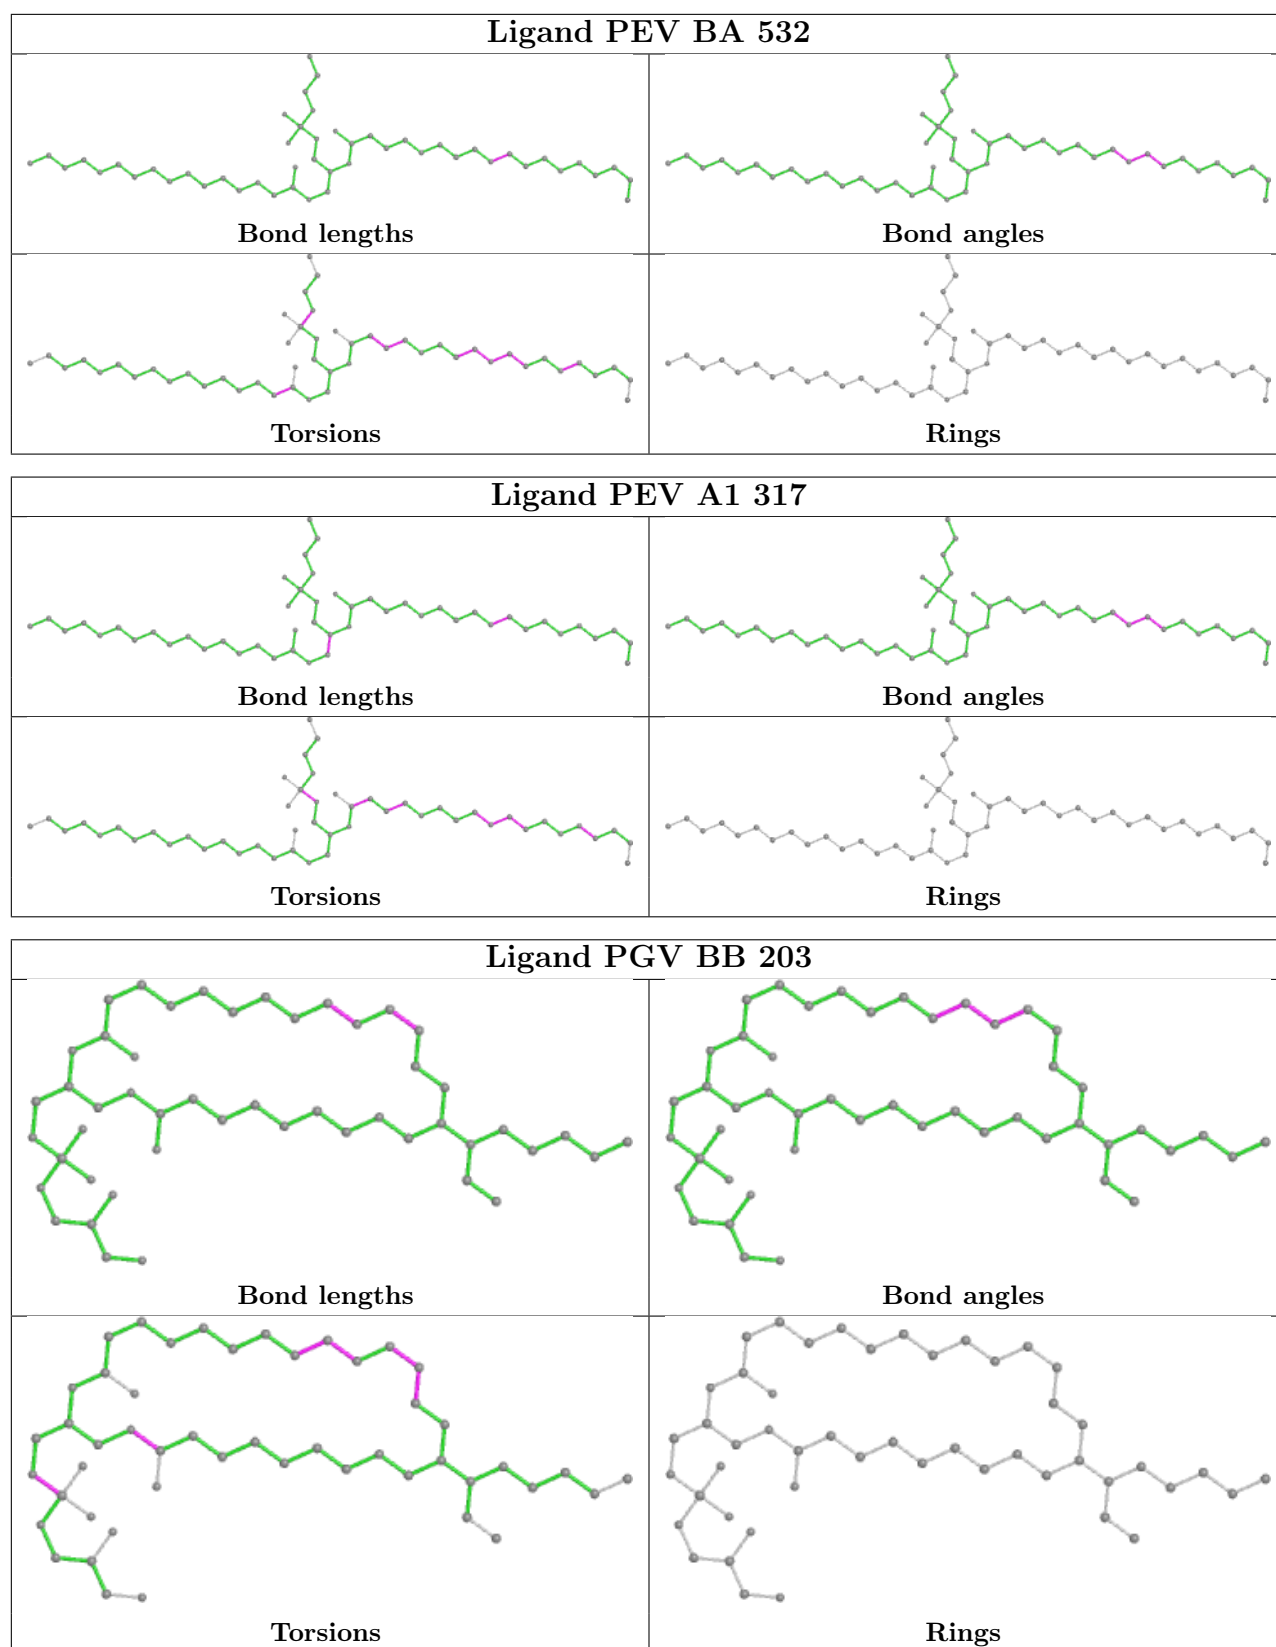 Ligand PEV BA 532
Bond lengths
Bond angles
Torsions
Rings
Ligand PEV A1 317
Bond lengths
Bond angles
Torsions
Rings
Ligand PGV BB 203
Bond lengths
Bond angles
Torsions
Rings